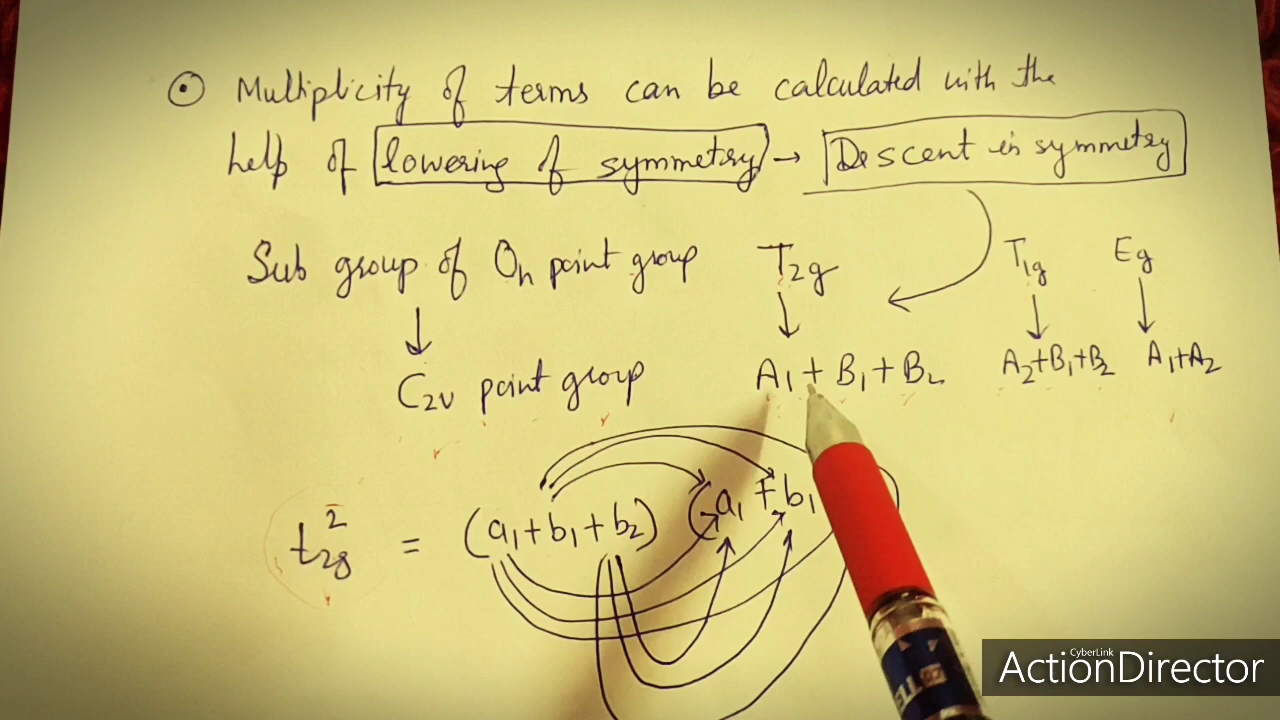 ⊙ Multiplicity of terms can be calculated with the
help of lowering of symmetry → Descent in symmetry
Sub group of Oh point group T2g T1g Eg
↓ ↓ ↓ ↓
C2v point group A1+B1+B2 A2+B1+B2 A1+A2
t2g² = (a1+b1+b2) (a1+b1
CyberLink
ActionDirector